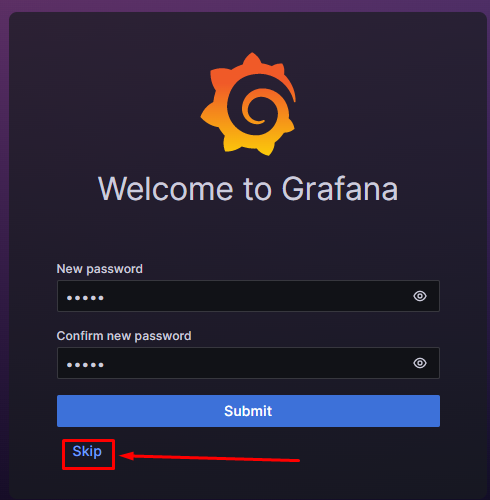 Welcome to Grafana
New password
•••••
Confirm new password
•••••
Submit
Skip